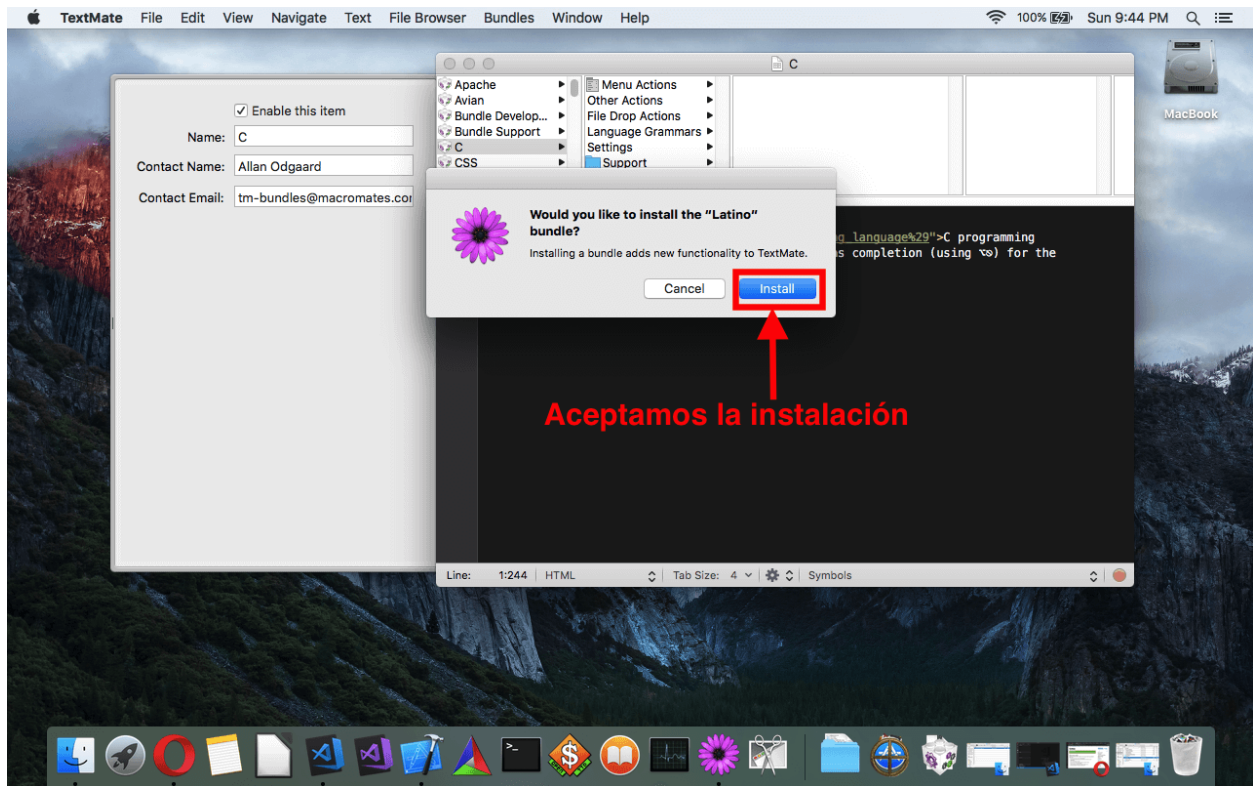 TextMate File Edit View Navigate Text File Browser Bundles Window Help 100% Sun 9:44 PM
C
MacBook
Enable this item
Name: C
Contact Name: Allan Odgaard
Contact Email: tm-bundles@macromates.cor
Apache
Avian
Bundle Develop...
Bundle Support
C
CSS
Menu Actions
Other Actions
File Drop Actions
Language Grammars
Settings
Support
Would you like to install the “Latino”
bundle?
Installing a bundle adds new functionality to TextMate.
Cancel Install
language%29">C programming
completion (using ⌥⎋) for the
Aceptamos la instalación
Line: 1:244 HTML Tab Size: 4 Symbols